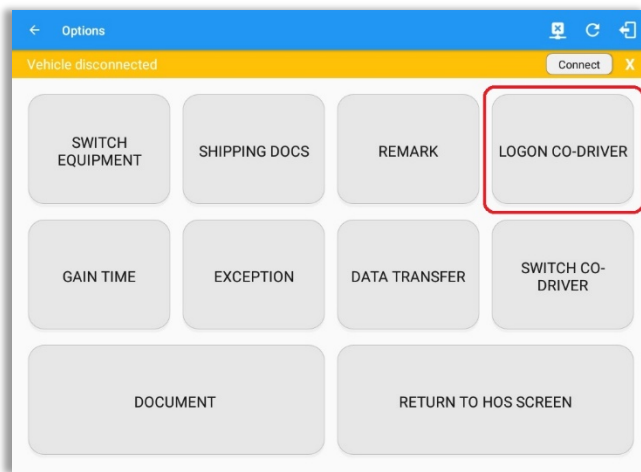 Options
Vehicle disconnected
Connect
X
SWITCH
EQUIPMENT
SHIPPING DOCS
REMARK
LOGON CO-DRIVER
GAIN TIME
EXCEPTION
DATA TRANSFER
SWITCH CO-
DRIVER
DOCUMENT
RETURN TO HOS SCREEN